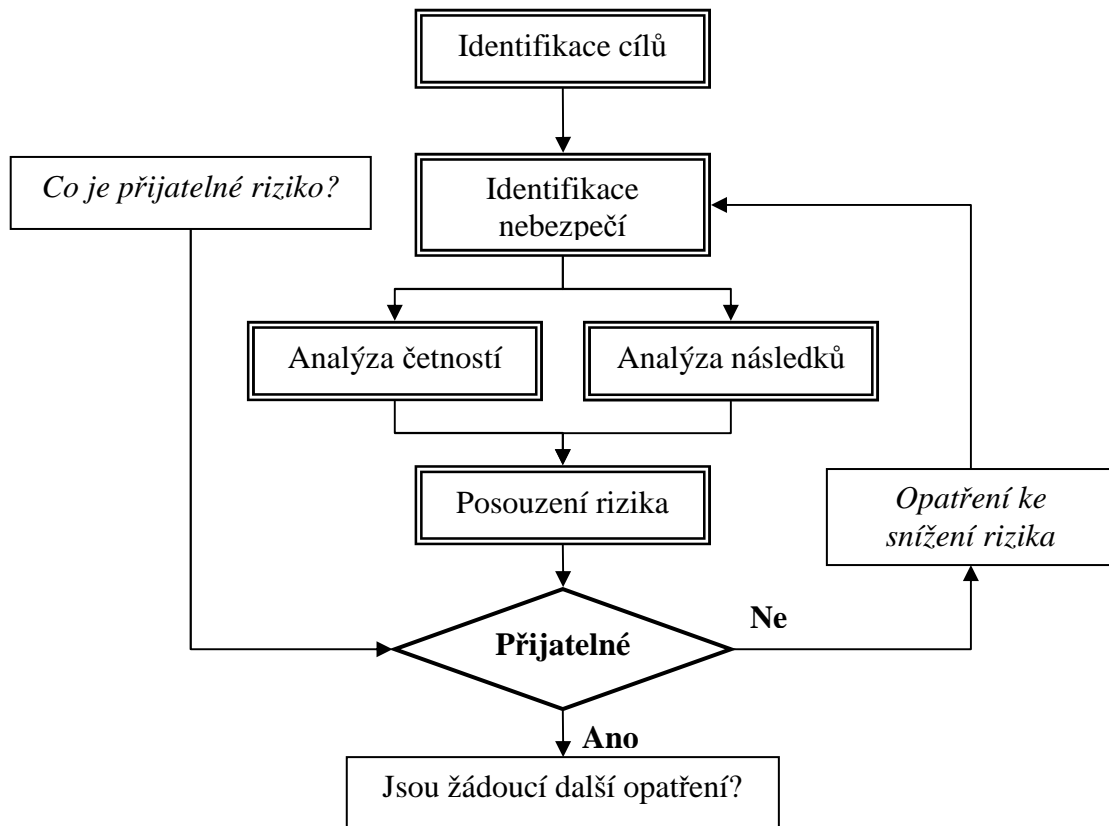 Identifikace cílů
Co je přijatelné riziko?
Identifikace
nebezpečí
Analýza četností
Analýza následků
Posouzení rizika
Opatření ke
snížení rizika
Přijatelné
Ne
Ano
Jsou žádoucí další opatření?